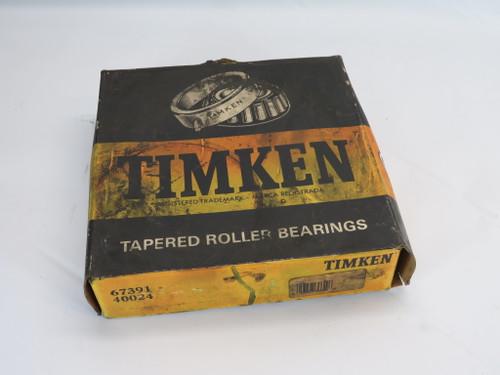 TIMKEN
TIMKEN
REGISTERED TRADEMARK - MARCA REGISTRADA
TAPERED ROLLER BEARINGS
67391
40024
TIMKEN